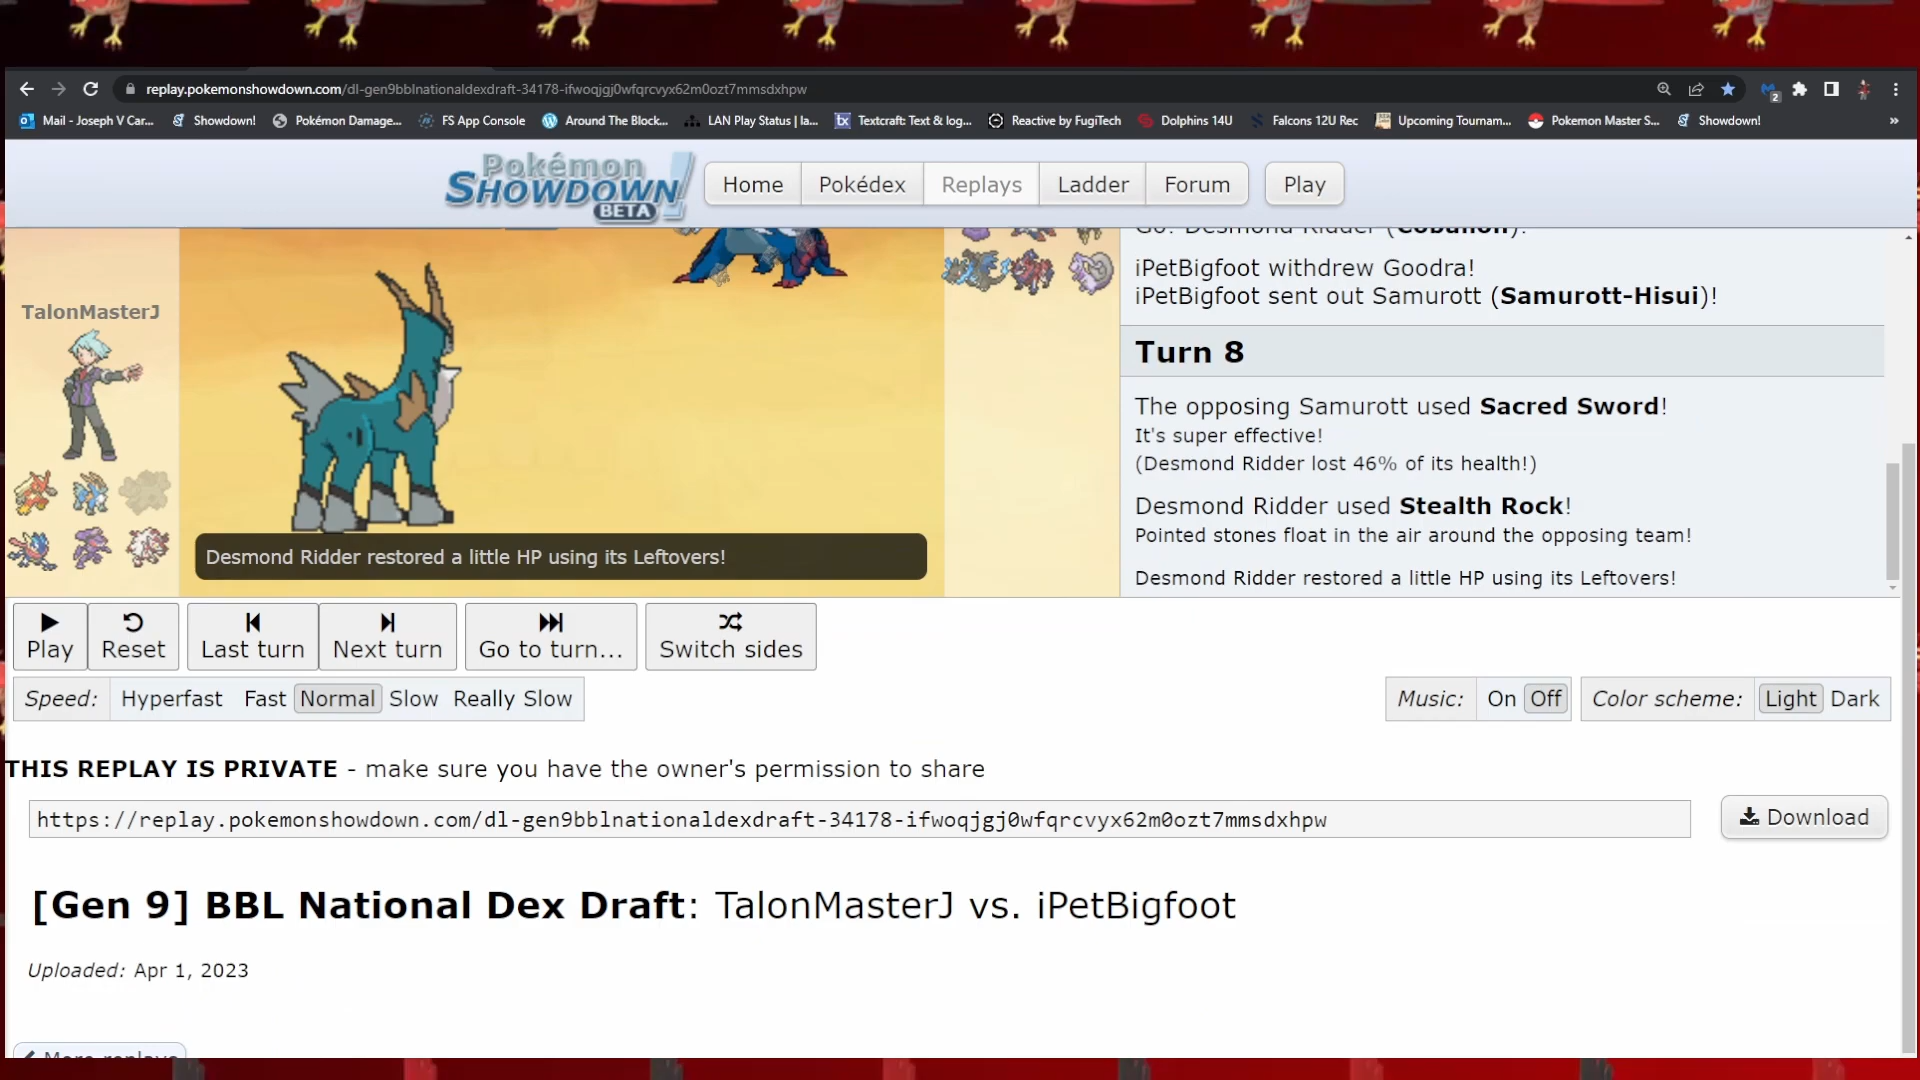 replay.pokemonshowdown.com/dl-gen9bblnationaldexdraft-34178-ifwoqjgj0wfqrcvyx62m0ozt7mmsdxhpw
2
Mail - Joseph V Car... Showdown! Pokémon Damage... FS App Console Around The Block... LAN Play Status | la... Textcraft: Text & log... Reactive by FugiTech Dolphins 14U Falcons 12U Rec Upcoming Tournam... Pokemon Master S... Showdown! »
Pokémon
SHOWDOWN!
BETA
Home Pokédex Replays Ladder Forum Play
Go! Desmond Ridder (Cobalion)!
iPetBigfoot withdrew Goodra!
iPetBigfoot sent out Samurott (Samurott-Hisui)!
TalonMasterJ
Turn 8
The opposing Samurott used Sacred Sword!
It's super effective!
(Desmond Ridder lost 46% of its health!)
Desmond Ridder used Stealth Rock!
Pointed stones float in the air around the opposing team!
Desmond Ridder restored a little HP using its Leftovers!
Desmond Ridder restored a little HP using its Leftovers!
Play Reset Last turn Next turn Go to turn... Switch sides
Speed: Hyperfast Fast Normal Slow Really Slow
Music: On Off Color scheme: Light Dark
THIS REPLAY IS PRIVATE - make sure you have the owner's permission to share
https://replay.pokemonshowdown.com/dl-gen9bblnationaldexdraft-34178-ifwoqjgj0wfqrcvyx62m0ozt7mmsdxhpw
Download
[Gen 9] BBL National Dex Draft: TalonMasterJ vs. iPetBigfoot
Uploaded: Apr 1, 2023
More replays